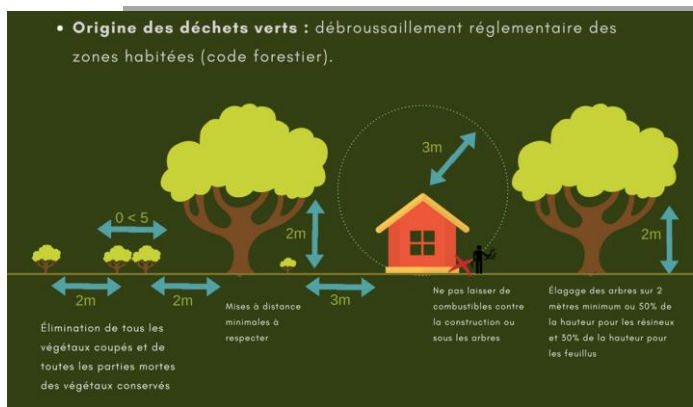 • Origine des déchets verts : débroussaillement réglementaire des
zones habitées (code forestier).
3m
0 < 5
2m
2m
2m
2m
3m
Mises à distance
minimales à
respecter
Ne pas laisser de
combustibles contre
la construction ou
sous les arbres
Élagage des arbres sur 2
mètres minimum ou 50% de
la hauteur pour les résineux
et 30% de la hauteur pour
les feuillus
Élimination de tous les
végétaux coupés et de
toutes les parties mortes
des végétaux conservés